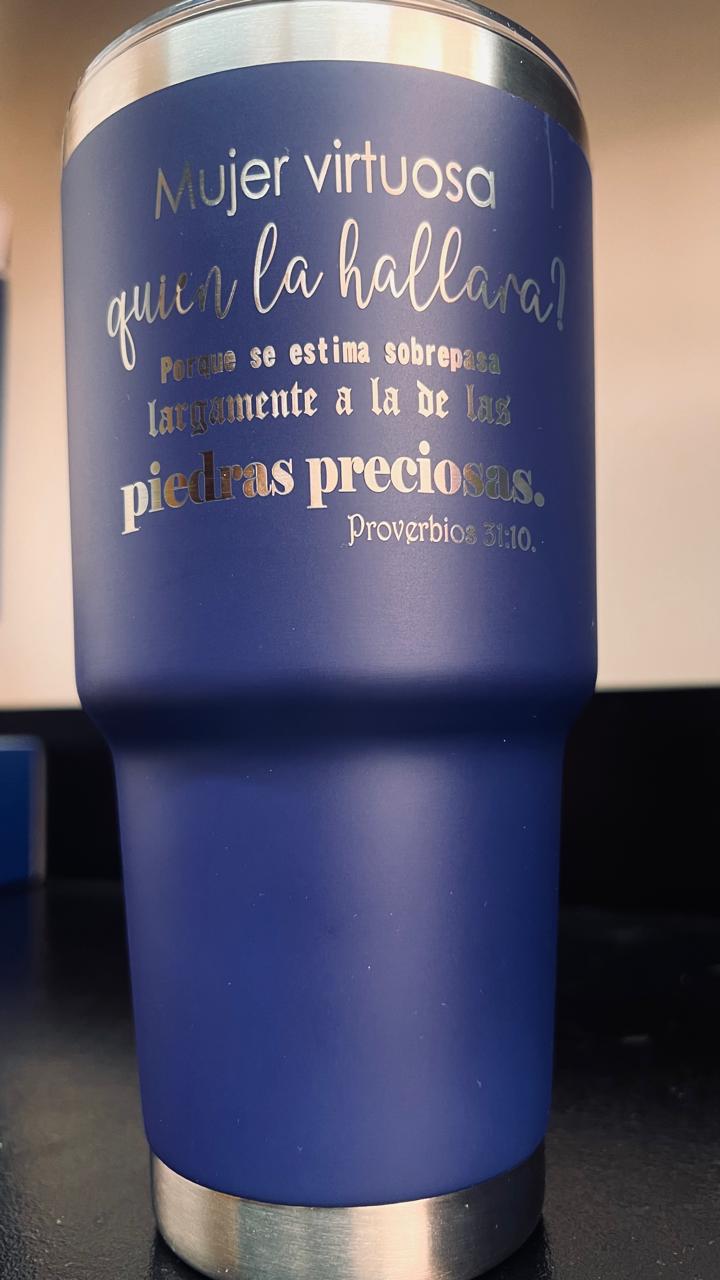 Mujer virtuosa
quien la hallara?
Porque se estima sobrepasa
largamente a la de las
piedras preciosas.
Proverbios 31:10.